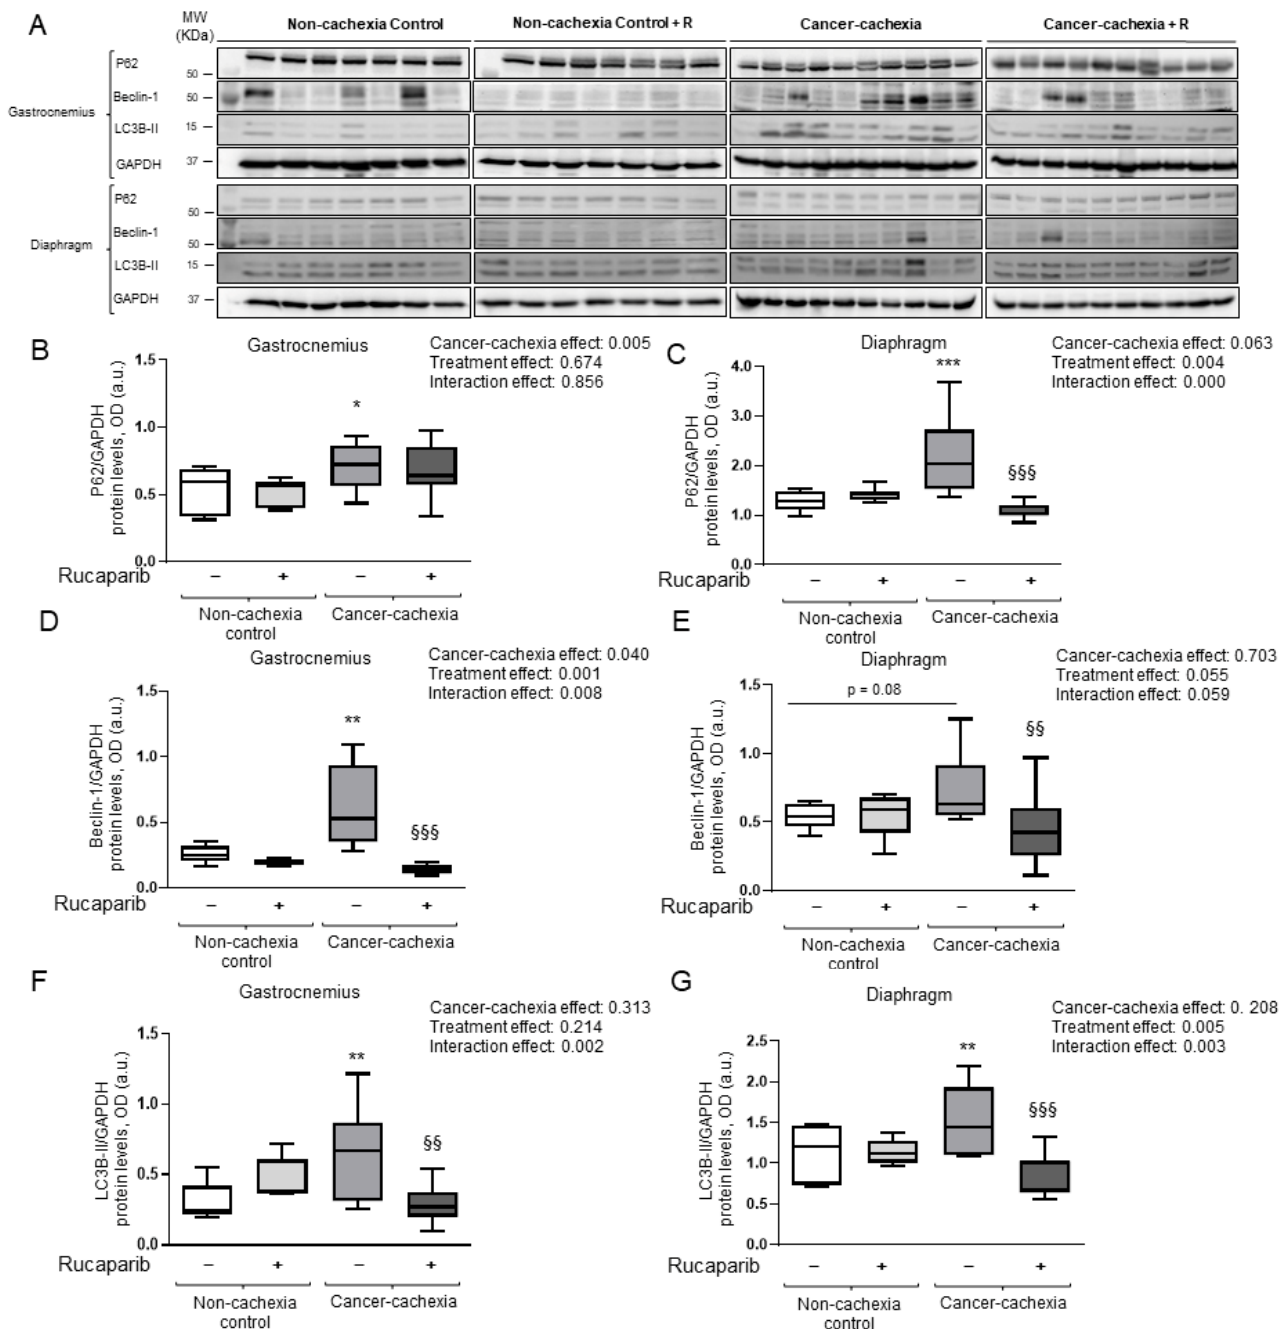 A
MW
(KDa)
Non-cachexia Control
Non-cachexia Control + R
Cancer-cachexia
Cancer-cachexia + R
Gastrocnemius
P62
50
Beclin-1
50
LC3B-II
15
GAPDH
37
Diaphragm
P62
50
Beclin-1
50
LC3B-II
15
GAPDH
37
B
Gastrocnemius
Cancer-cachexia effect: 0.005
Treatment effect: 0.674
Interaction effect: 0.856
P62/GAPDH
protein levels, OD (a.u.)
1.5
1.0
0.5
0.0
*
Rucaparib
– + – +
Non-cachexia
control
Cancer-cachexia
C
Diaphragm
Cancer-cachexia effect: 0.063
Treatment effect: 0.004
Interaction effect: 0.000
P62/GAPDH
protein levels, OD (a.u.)
4.0
3.0
2.0
1.0
0.0
***
§§§
Rucaparib
– + – +
Non-cachexia
control
Cancer-cachexia
D
Gastrocnemius
Cancer-cachexia effect: 0.040
Treatment effect: 0.001
Interaction effect: 0.008
Beclin-1/GAPDH
protein levels, OD (a.u.)
1.5
1.0
0.5
0.0
**
§§§
Rucaparib
– + – +
Non-cachexia
control
Cancer-cachexia
E
Diaphragm
Cancer-cachexia effect: 0.703
Treatment effect: 0.055
Interaction effect: 0.059
Beclin-1/GAPDH
protein levels, OD (a.u.)
1.5
1.0
0.5
0.0
p = 0.08
§§
Rucaparib
– + – +
Non-cachexia
control
Cancer-cachexia
F
Gastrocnemius
Cancer-cachexia effect: 0.313
Treatment effect: 0.214
Interaction effect: 0.002
LC3B-II/GAPDH
protein levels, OD (a.u.)
1.5
1.0
0.5
0.0
**
§§
Rucaparib
– + – +
Non-cachexia
control
Cancer-cachexia
G
Diaphragm
Cancer-cachexia effect: 0. 208
Treatment effect: 0.005
Interaction effect: 0.003
LC3B-II/GAPDH
protein levels, OD (a.u.)
2.5
2.0
1.5
1.0
0.5
0.0
**
§§§
Rucaparib
– + – +
Non-cachexia
control
Cancer-cachexia